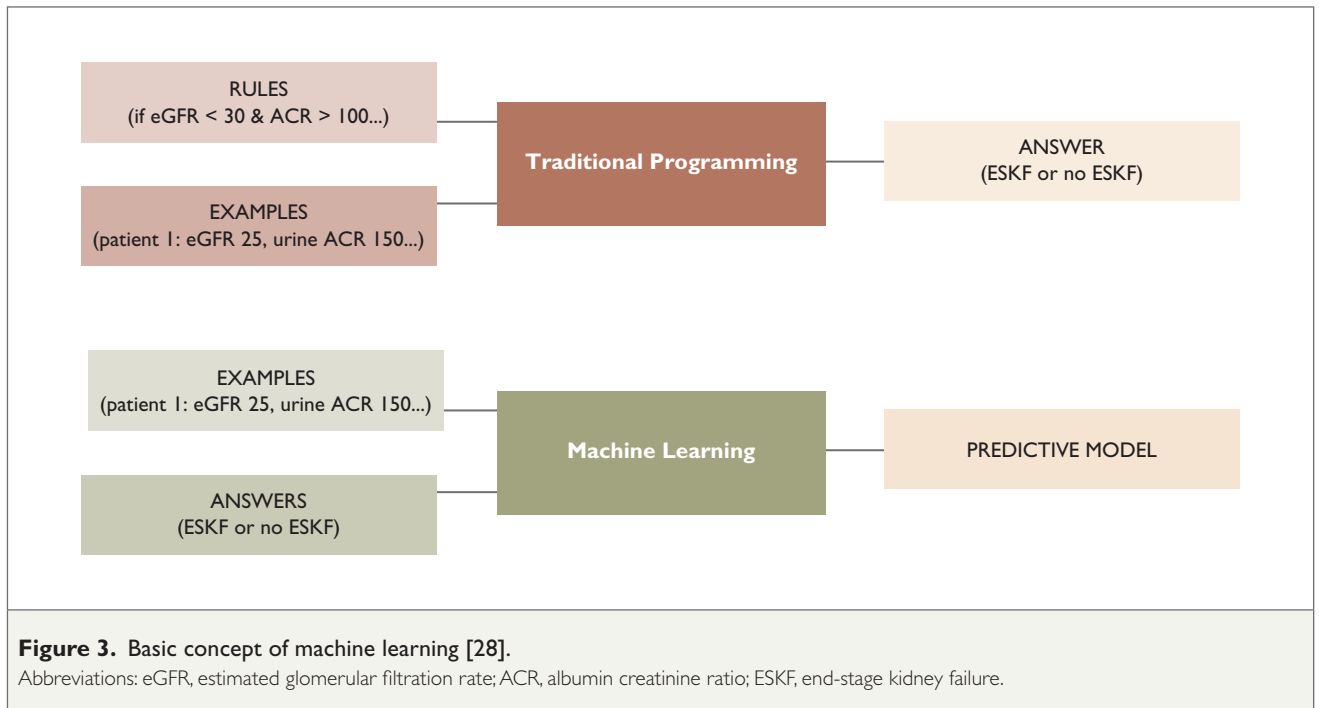 RULES
(if eGFR < 30 & ACR > 100...)
Traditional Programming
ANSWER
(ESKF or no ESKF)
EXAMPLES
(patient 1: eGFR 25, urine ACR 150...)
EXAMPLES
(patient 1: eGFR 25, urine ACR 150...)
Machine Learning
PREDICTIVE MODEL
ANSWERS
(ESKF or no ESKF)
Figure 3. Basic concept of machine learning [28].
Abbreviations: eGFR, estimated glomerular filtration rate; ACR, albumin creatinine ratio; ESKF, end-stage kidney failure.